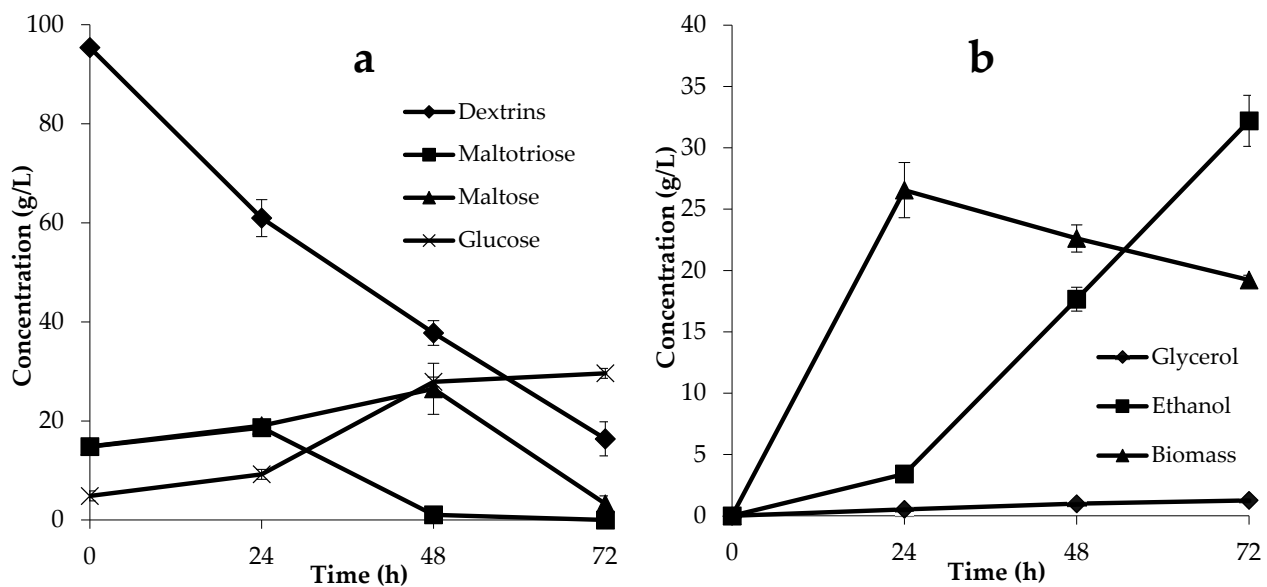 a
Concentration (g/L)
100
80
60
40
20
0
Dextrins
Maltotriose
Maltose
Glucose
0 24 48 72
Time (h)
b
Concentration (g/L)
40
35
30
25
20
15
10
5
0
Glycerol
Ethanol
Biomass
0 24 48 72
Time (h)